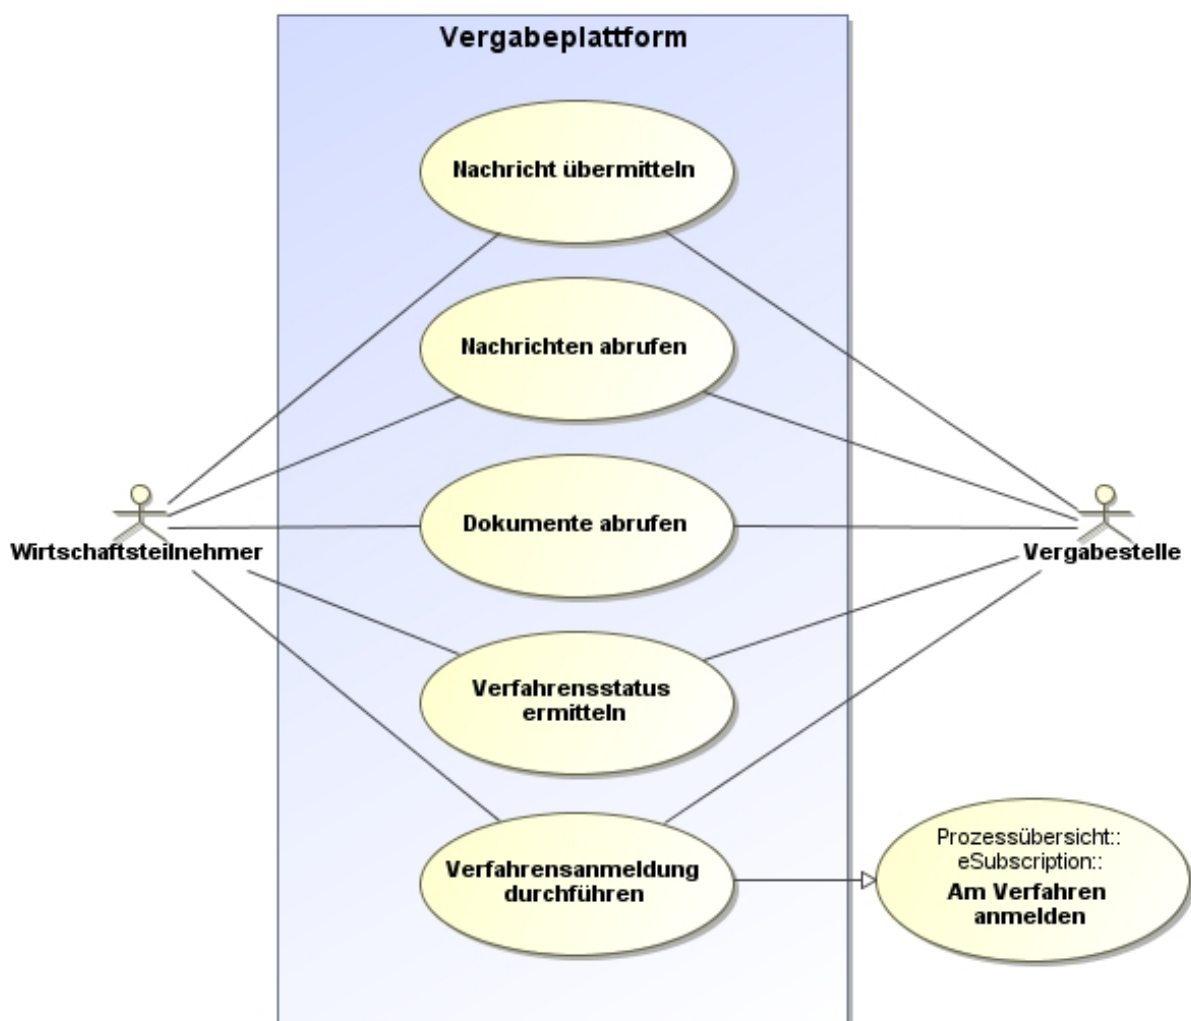 Vergabeplattform
Nachricht übermitteln
Nachrichten abrufen
Dokumente abrufen
Wirtschaftsteilnehmer
Vergabestelle
Verfahrensstatus
ermitteln
Verfahrensanmeldung
durchführen
Prozessübersicht::
eSubscription::
Am Verfahren
anmelden